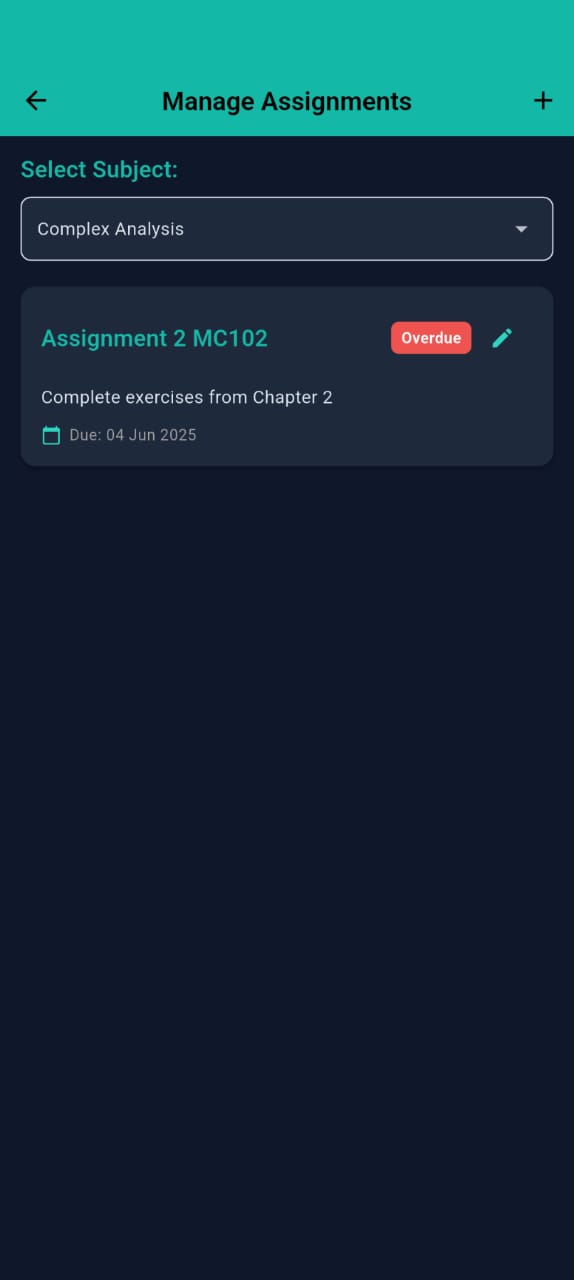 Manage Assignments
Select Subject:
Complex Analysis
Assignment 2 MC102
Overdue
Complete exercises from Chapter 2
Due: 04 Jun 2025